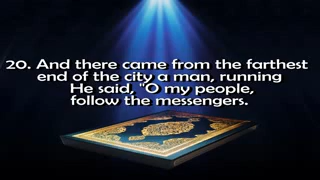 20. And there came from the farthest
end of the city a man, running
He said, "O my people,
follow the messengers.